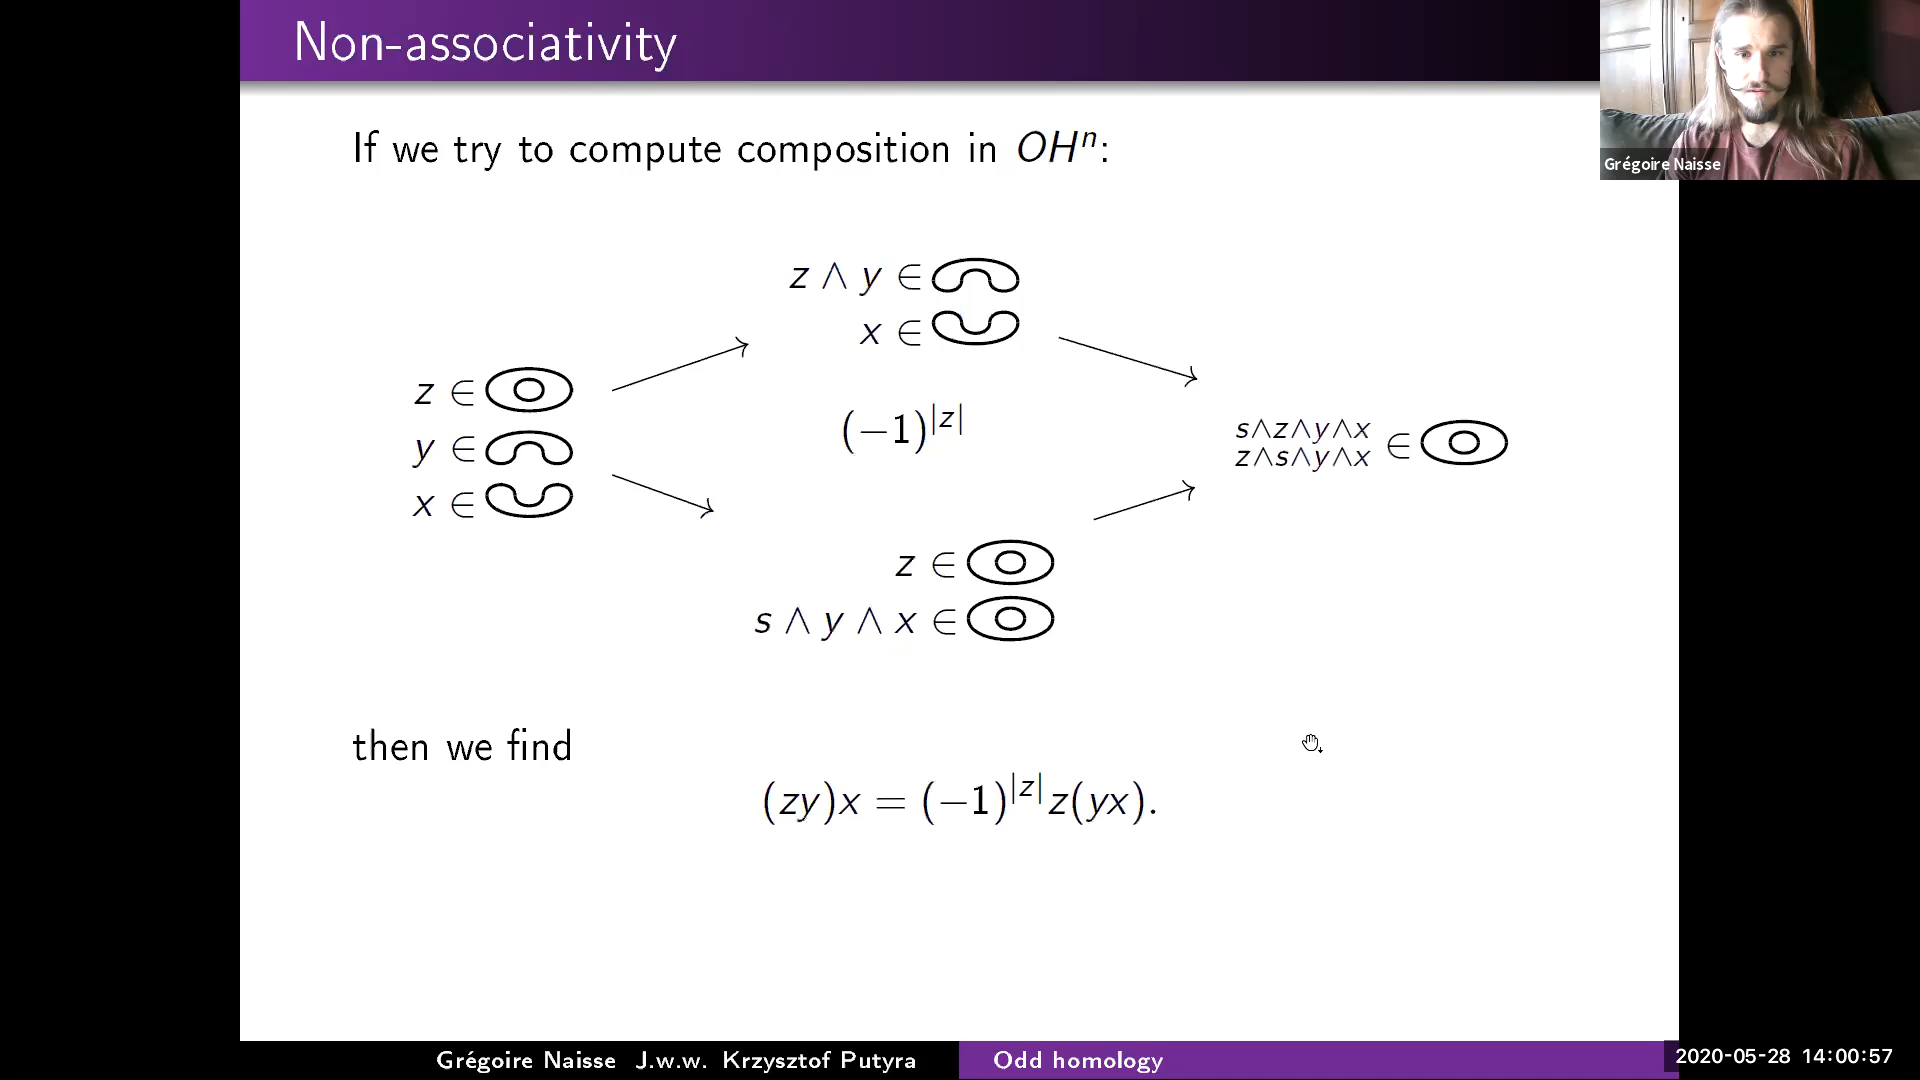 Non-associativity
Grégoire Naisse
If we try to compute composition in OHⁿ:
z ∧ y ∈
x ∈
z ∈
y ∈
x ∈
(−1)^|z|
s∧z∧y∧x
z∧s∧y∧x ∈
z ∈
s ∧ y ∧ x ∈
then we find
(zy)x = (−1)^|z| z(yx).
Grégoire Naisse J.w.w. Krzysztof Putyra
Odd homology
2020-05-28 14:00:57